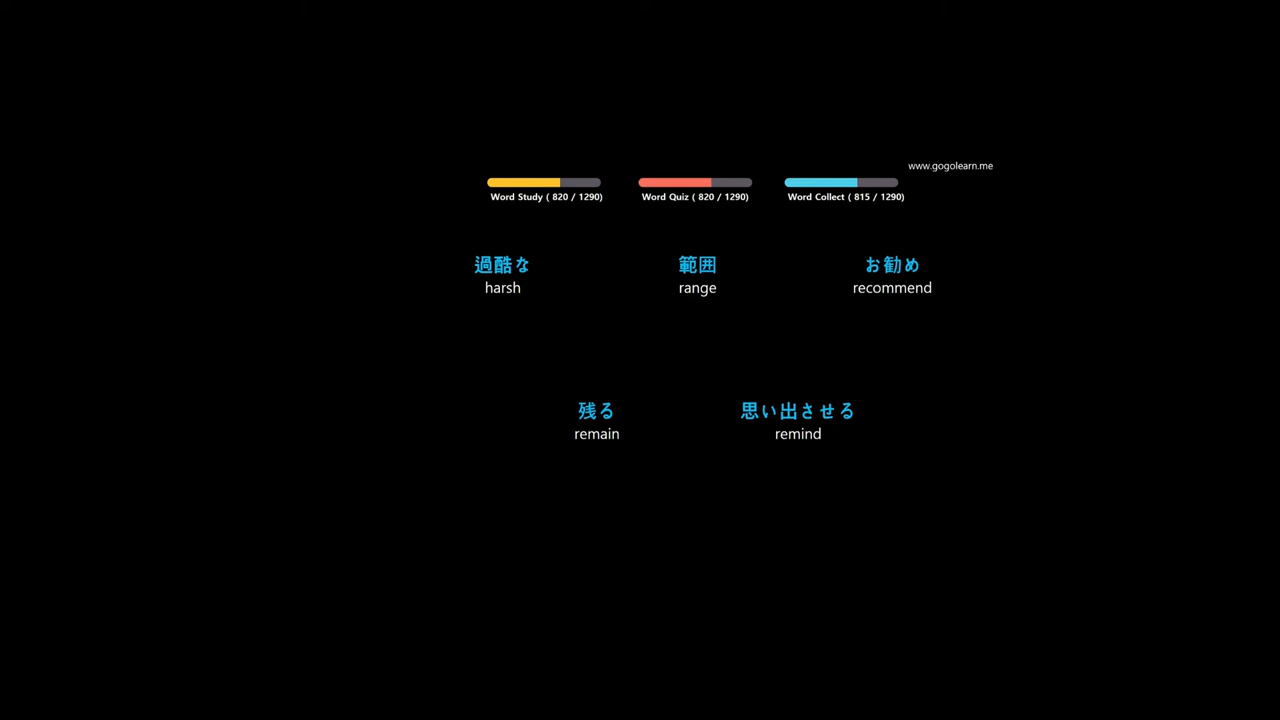 www.gogolearn.me
Word Study ( 820 / 1290)
Word Quiz ( 820 / 1290)
Word Collect ( 815 / 1290)
過酷な
harsh
範囲
range
お勧め
recommend
残る
remain
思い出させる
remind